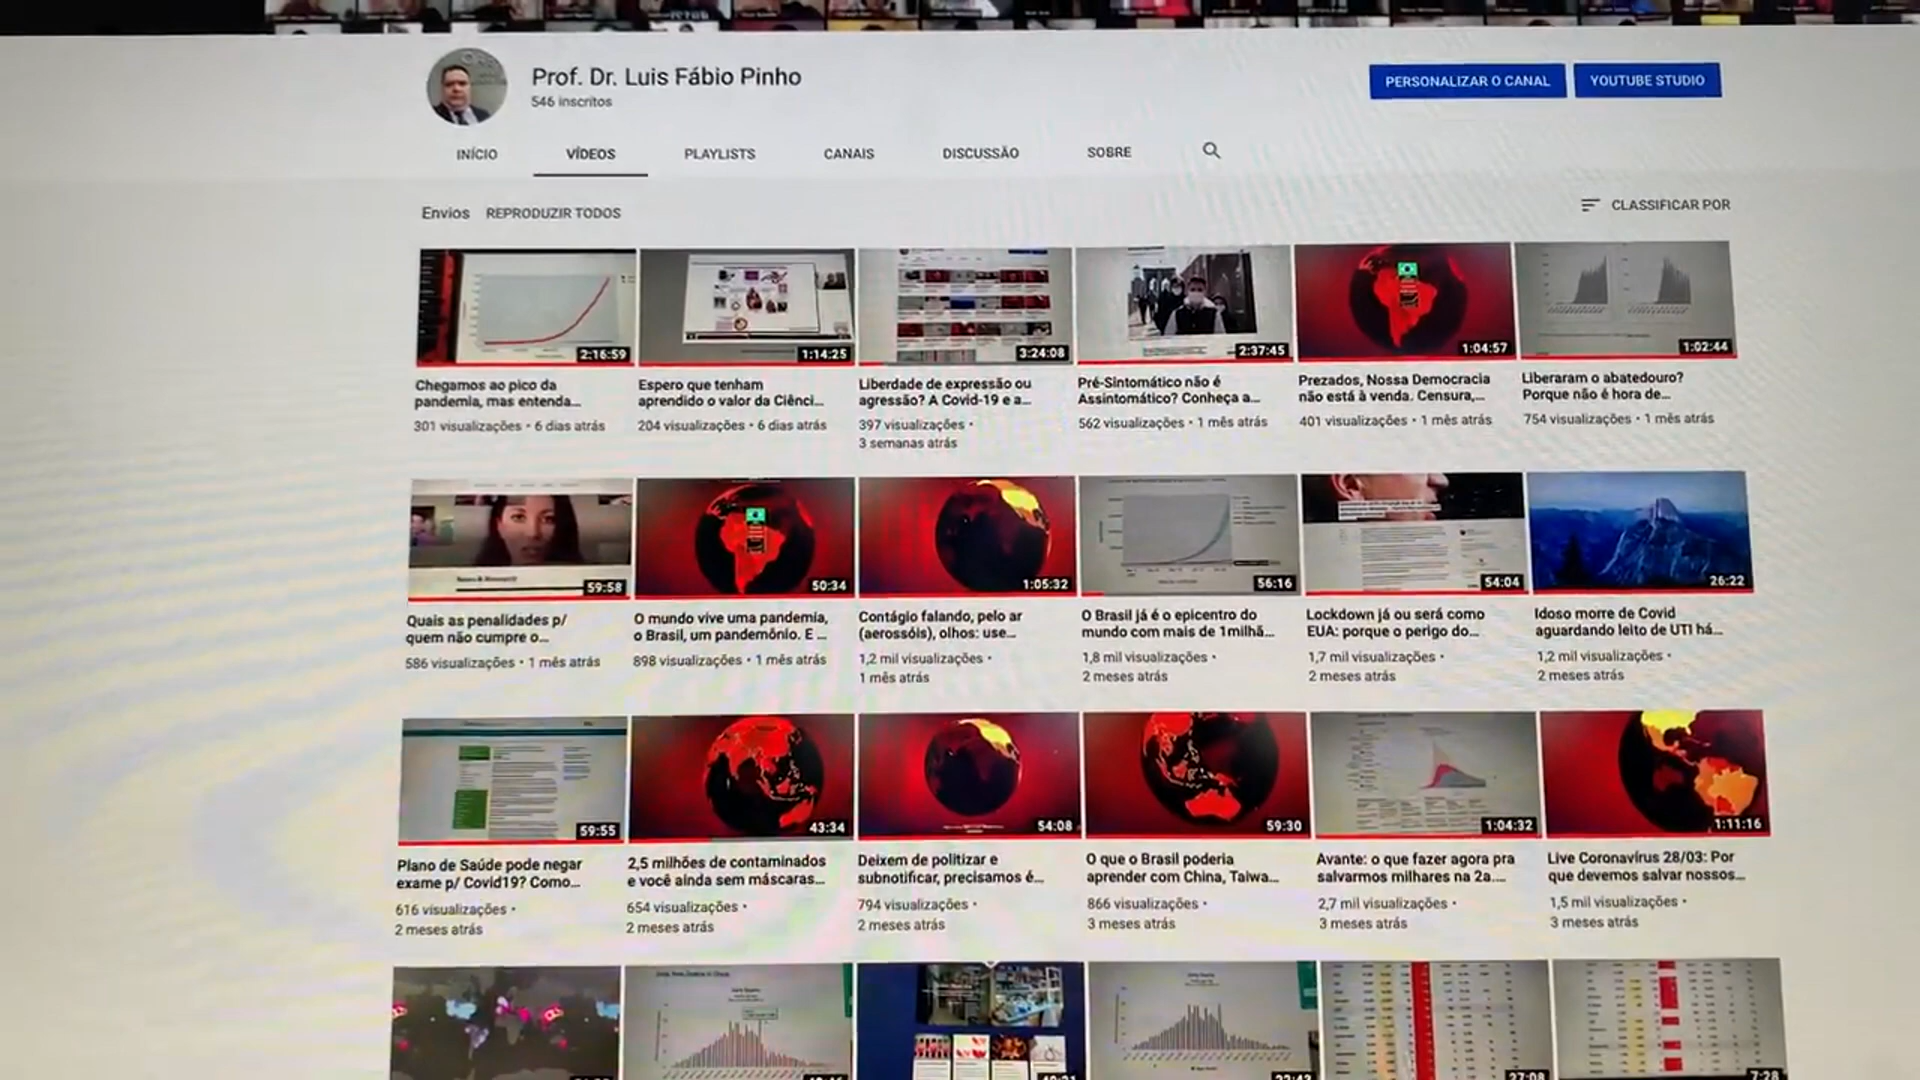 Prof. Dr. Luis Fábio Pinho
546 inscritos
PERSONALIZAR O CANAL
YOUTUBE STUDIO
INÍCIO VÍDEOS PLAYLISTS CANAIS DISCUSSÃO SOBRE
Envios REPRODUZIR TODOS
CLASSIFICAR POR
2:16:59 1:14:25 3:24:08 2:37:45 1:04:57 1:02:44
Chegamos ao pico da
pandemia, mas entenda...
301 visualizações • 6 dias atrás
Espero que tenham
aprendido o valor da Ciênci...
204 visualizações • 6 dias atrás
Liberdade de expressão ou
agressão? A Covid-19 e a...
397 visualizações •
3 semanas atrás
Pré-Sintomático não é
Assintomático? Conheça a...
562 visualizações • 1 mês atrás
Prezados, Nossa Democracia
não está à venda. Censura,...
401 visualizações • 1 mês atrás
Liberaram o abatedouro?
Porque não é hora de...
754 visualizações • 1 mês atrás
59:58 50:34 1:05:32 56:16 54:04 26:22
Quais as penalidades p/
quem não cumpre o...
586 visualizações • 1 mês atrás
O mundo vive uma pandemia,
o Brasil, um pandemônio. E ...
898 visualizações • 1 mês atrás
Contágio falando, pelo ar
(aerossóis), olhos: use...
1,2 mil visualizações •
1 mês atrás
O Brasil já é o epicentro do
mundo com mais de 1milhã...
1,8 mil visualizações •
2 meses atrás
Lockdown já ou será como
EUA: porque o perigo do...
1,7 mil visualizações •
2 meses atrás
Idoso morre de Covid
aguardando leito de UTI há...
1,2 mil visualizações •
2 meses atrás
59:55 43:34 54:08 59:30 1:04:32 1:11:16
Plano de Saúde pode negar
exame p/ Covid19? Como...
616 visualizações •
2 meses atrás
2,5 milhões de contaminados
e você ainda sem máscaras...
654 visualizações •
2 meses atrás
Deixem de politizar e
subnotificar, precisamos é...
794 visualizações •
2 meses atrás
O que o Brasil poderia
aprender com China, Taiwa...
866 visualizações •
3 meses atrás
Avante: o que fazer agora pra
salvarmos milhares na 2a....
2,7 mil visualizações •
3 meses atrás
Live Coronavírus 28/03: Por
que devemos salvar nossos...
1,5 mil visualizações •
3 meses atrás
27:08 7:28